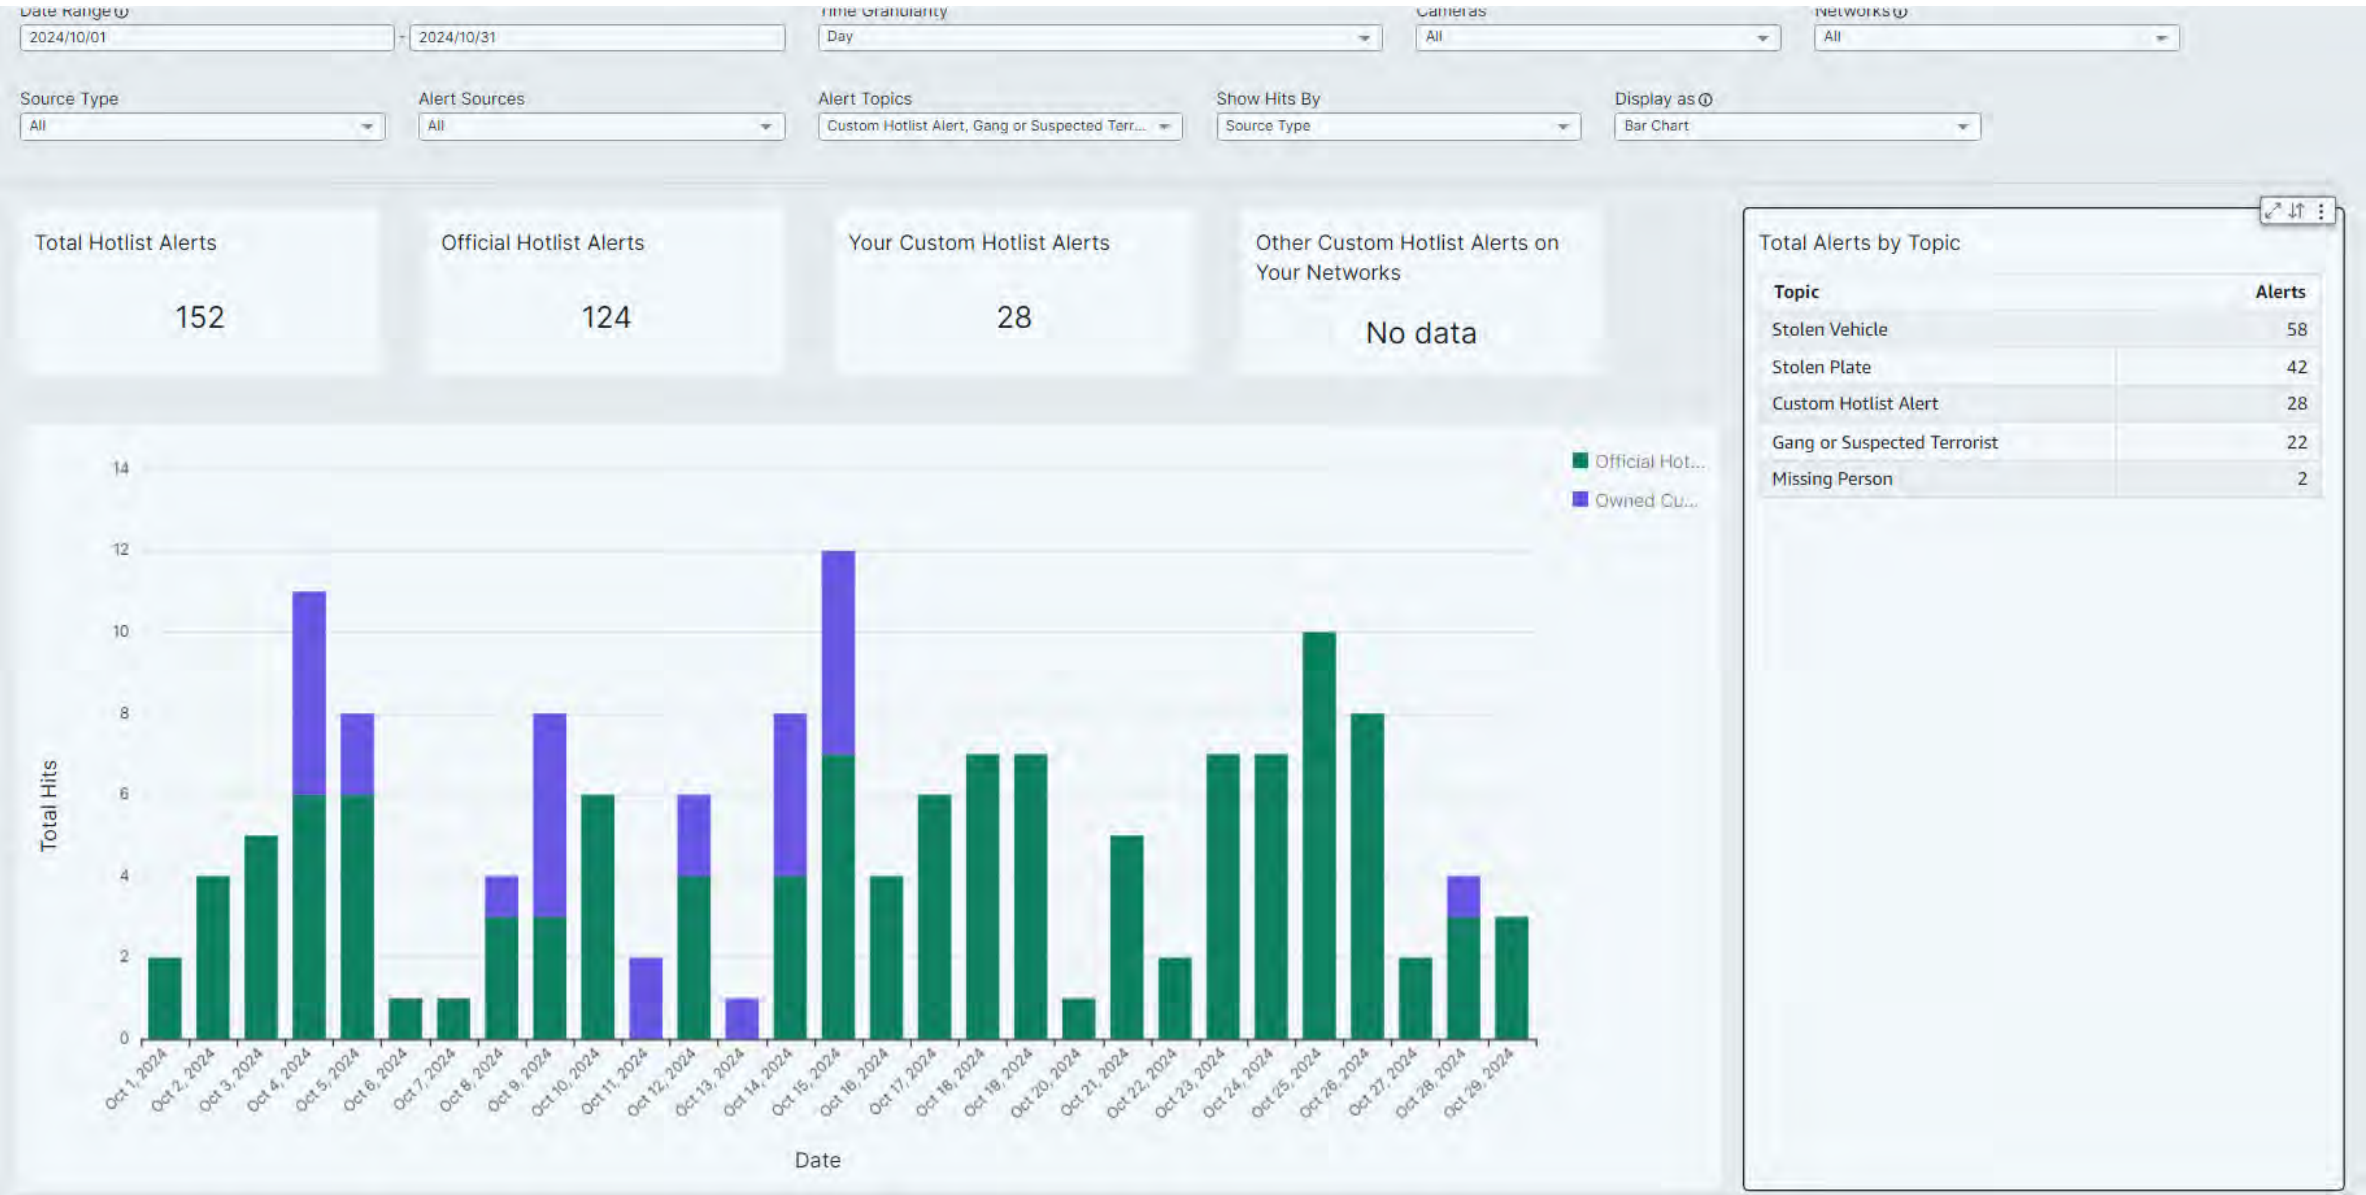 Date Range
Time Granularity
Cameras
Networks
2024/10/01 - 2024/10/31
Day
All
All
Source Type
Alert Sources
Alert Topics
Show Hits By
Display as
All
All
Custom Hotlist Alert, Gang or Suspected Terr...
Source Type
Bar Chart
Total Hotlist Alerts
152
Official Hotlist Alerts
124
Your Custom Hotlist Alerts
28
Other Custom Hotlist Alerts on
Your Networks
No data
Total Alerts by Topic
Topic Alerts
Stolen Vehicle 58
Stolen Plate 42
Custom Hotlist Alert 28
Gang or Suspected Terrorist 22
Missing Person 2
Official Hot...
Owned Cu...
Total Hits
14
12
10
8
6
4
2
0
Oct 1, 2024
Oct 2, 2024
Oct 3, 2024
Oct 4, 2024
Oct 5, 2024
Oct 6, 2024
Oct 7, 2024
Oct 8, 2024
Oct 9, 2024
Oct 10, 2024
Oct 11, 2024
Oct 12, 2024
Oct 13, 2024
Oct 14, 2024
Oct 15, 2024
Oct 16, 2024
Oct 17, 2024
Oct 18, 2024
Oct 19, 2024
Oct 20, 2024
Oct 21, 2024
Oct 22, 2024
Oct 23, 2024
Oct 24, 2024
Oct 25, 2024
Oct 26, 2024
Oct 27, 2024
Oct 28, 2024
Oct 29, 2024
Date